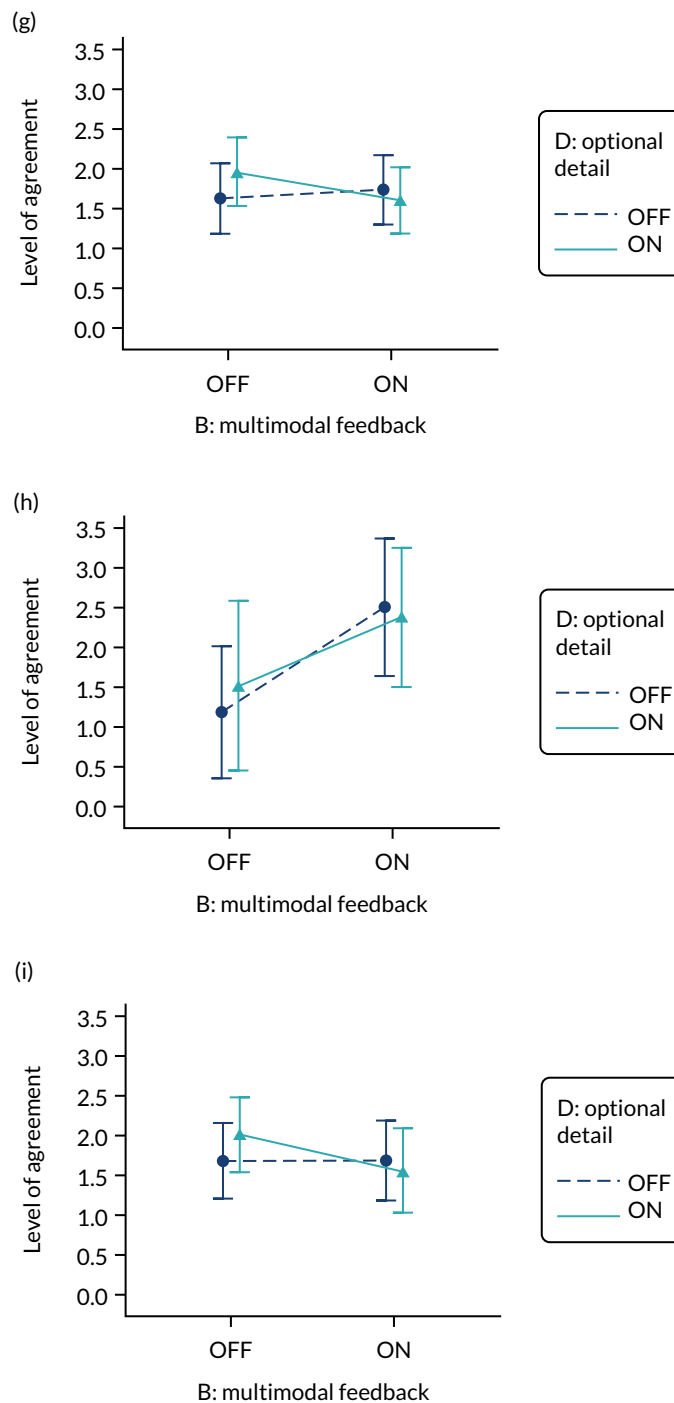 (g)
3.5
3.0
2.5
2.0
1.5
1.0
0.5
0.0
Level of agreement
OFF
ON
B: multimodal feedback
D: optional
detail
OFF
ON
(h)
3.5
3.0
2.5
2.0
1.5
1.0
0.5
0.0
Level of agreement
OFF
ON
B: multimodal feedback
D: optional
detail
OFF
ON
(i)
3.5
3.0
2.5
2.0
1.5
1.0
0.5
0.0
Level of agreement
OFF
ON
B: multimodal feedback
D: optional
detail
OFF
ON